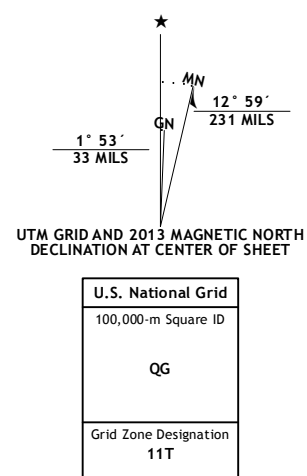 ★
MN
GN
12° 59´
231 MILS
1° 53´
33 MILS
UTM GRID AND 2013 MAGNETIC NORTH
DECLINATION AT CENTER OF SHEET
U.S. National Grid
100,000-m Square ID
QG
Grid Zone Designation
11T